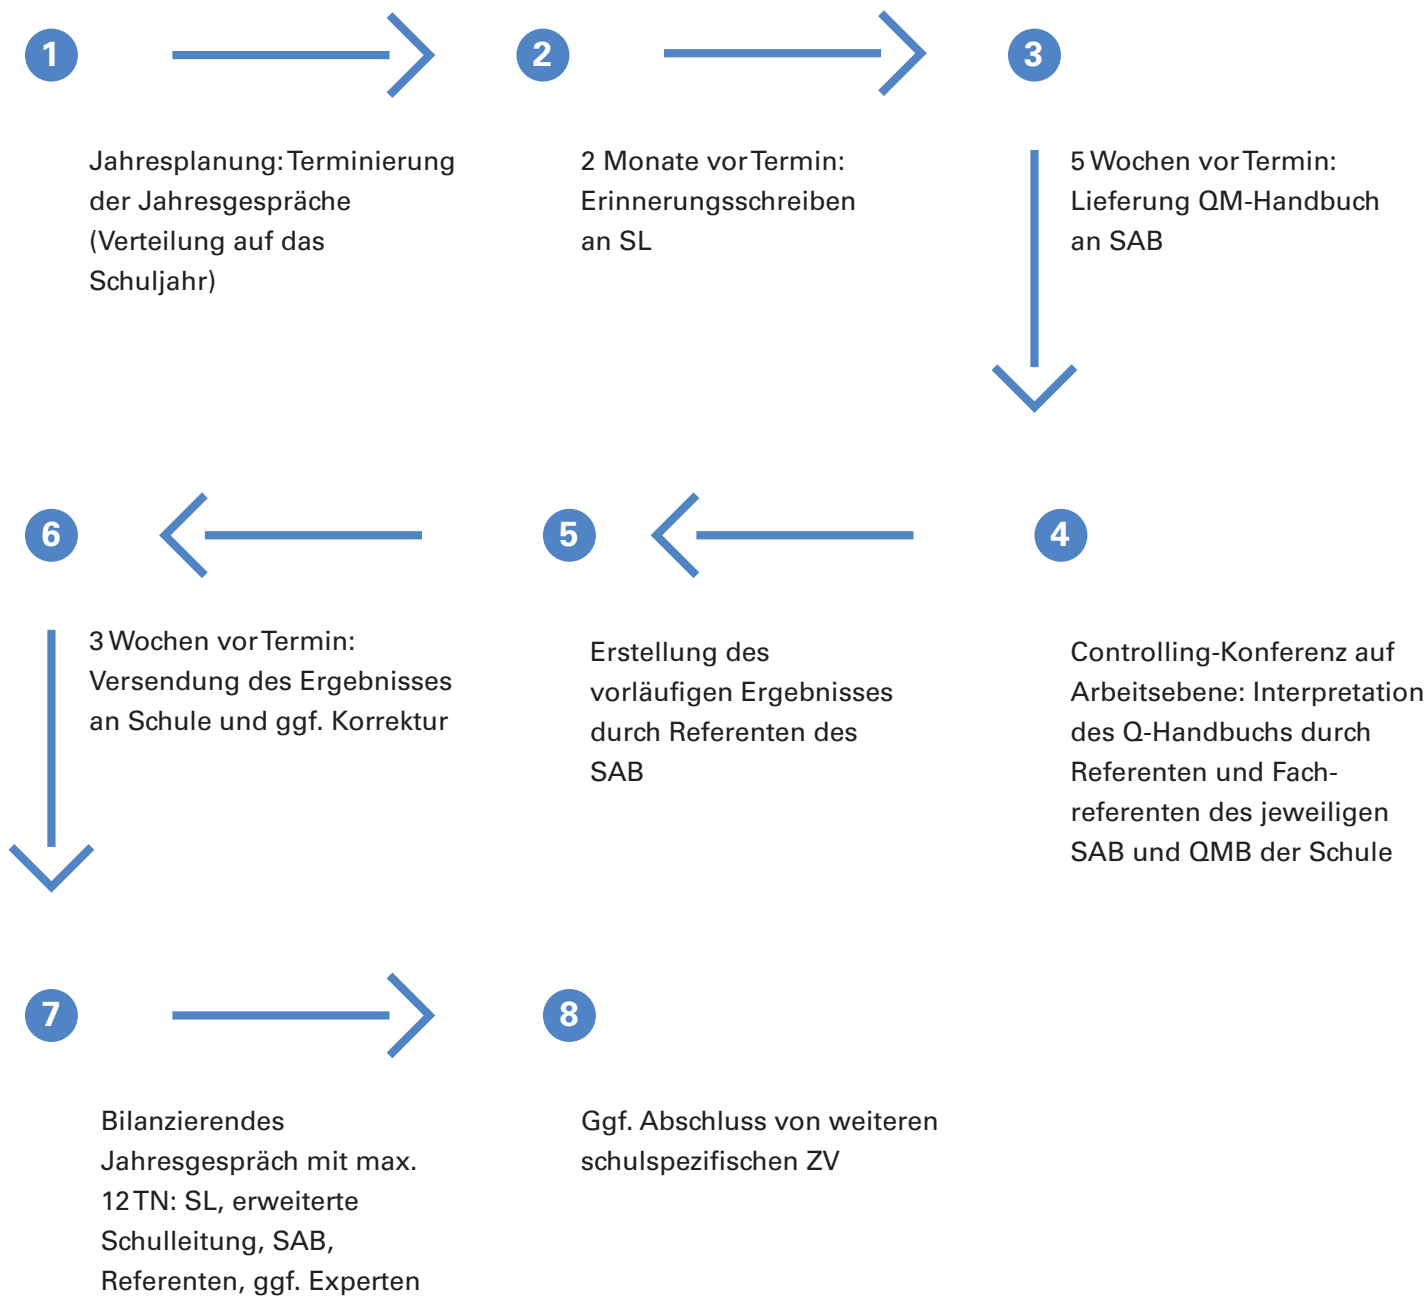 1
Jahresplanung: Terminierung
der Jahresgespräche
(Verteilung auf das
Schuljahr)
2
2 Monate vor Termin:
Erinnerungsschreiben
an SL
3
5 Wochen vor Termin:
Lieferung QM-Handbuch
an SAB
4
Controlling-Konferenz auf
Arbeitsebene: Interpretation
des Q-Handbuchs durch
Referenten und Fach-
referenten des jeweiligen
SAB und QMB der Schule
5
Erstellung des
vorläufigen Ergebnisses
durch Referenten des
SAB
6
3 Wochen vor Termin:
Versendung des Ergebnisses
an Schule und ggf. Korrektur
7
Bilanzierendes
Jahresgespräch mit max.
12 TN: SL, erweiterte
Schulleitung, SAB,
Referenten, ggf. Experten
8
Ggf. Abschluss von weiteren
schulspezifischen ZV